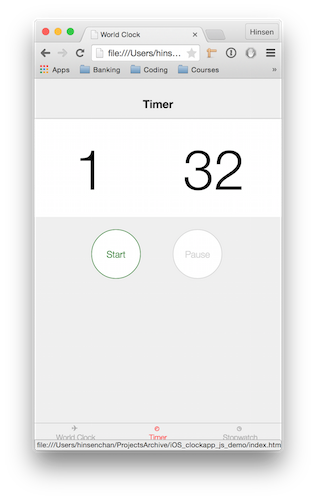 World Clock
Hinsen
file:///Users/hins...
Apps Banking Coding Courses »
Timer
1 32
Start Pause
World Clock Timer Stopwatch
file:///Users/hinsenchan/ProjectsArchive/iOS_clockapp_js_demo/index.htm